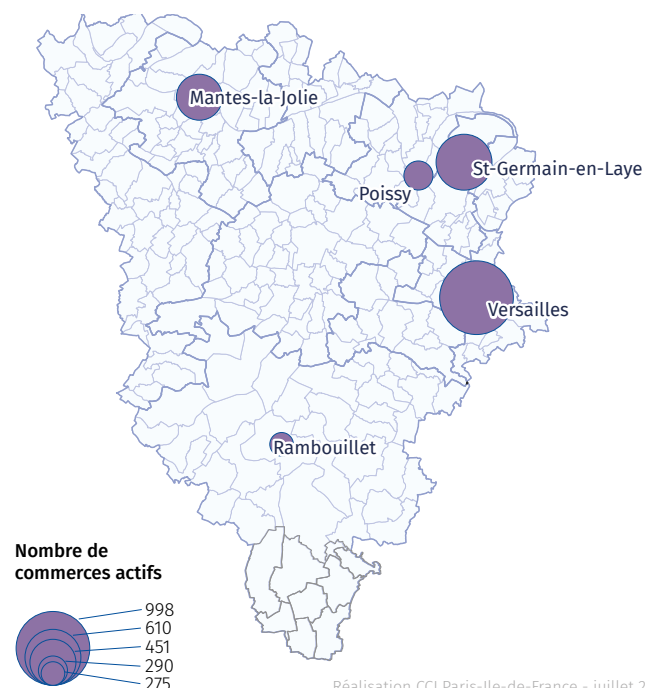 Mantes-la-Jolie
St-Germain-en-Laye
Poissy
Versailles
Rambouillet
Nombre de
commerces actifs
998
610
451
290
275
Réalisation CCI Paris-Ile-de-France - juillet 2